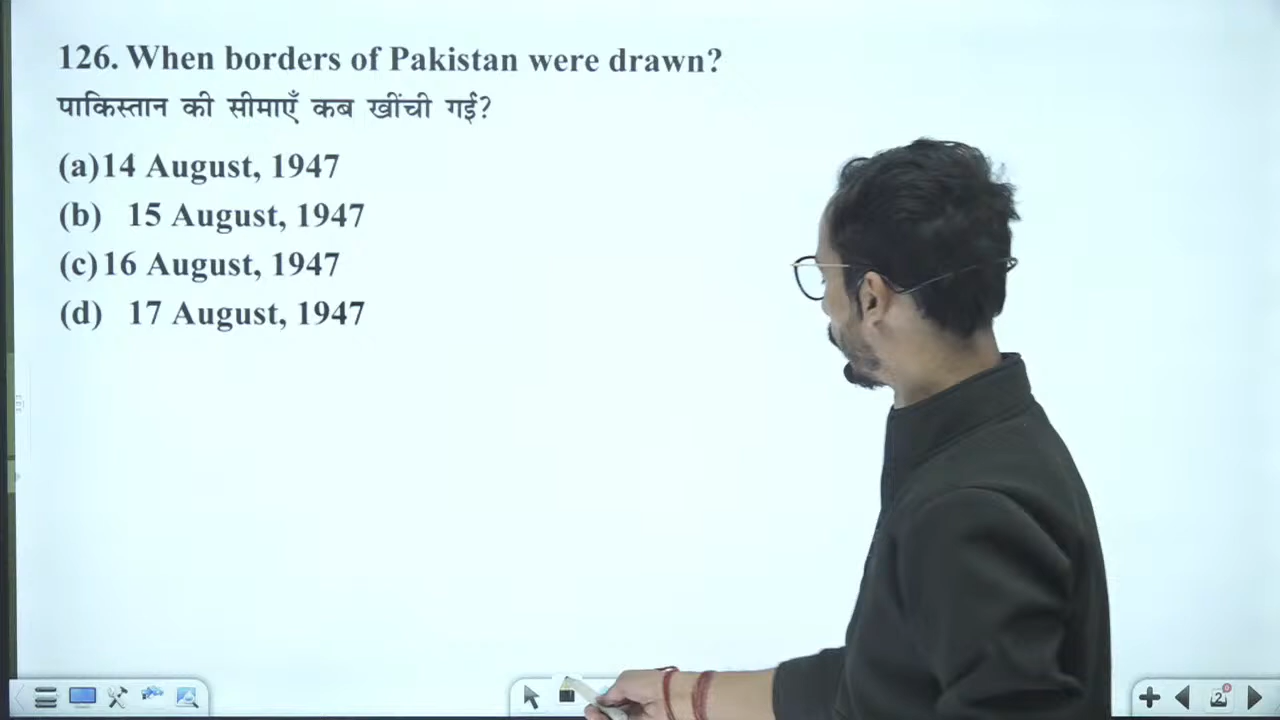 126. When borders of Pakistan were drawn?
पाकिस्तान की सीमाएँ कब खींची गई?
(a)14 August, 1947
(b) 15 August, 1947
(c)16 August, 1947
(d) 17 August, 1947
2